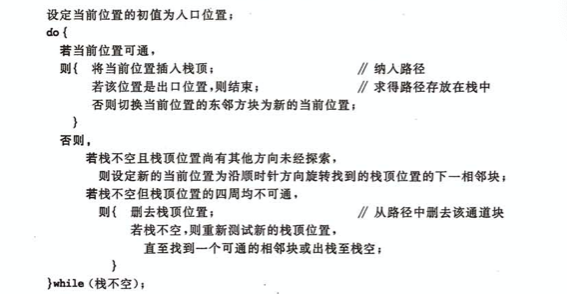 设定当前位置的初值为入口位置；
do{
若当前位置可通，
则{ 将当前位置插入栈顶； // 纳入路径
若该位置是出口位置，则结束； // 求得路径存放在栈中
否则切换当前位置的东邻方块为新的当前位置；
}
否则，
若栈不空且栈顶位置尚有其他方向未经探索，
则设定新的当前位置为沿顺时针方向旋转找到的栈顶位置的下一相邻块；
若栈不空但栈顶位置的四周均不可通，
则{ 删去栈顶位置； // 从路径中删去该通道块
若栈不空，则重新测试新的栈顶位置，
直至找到一个可通的相邻块或出栈至栈空；
}
}while（栈不空）；